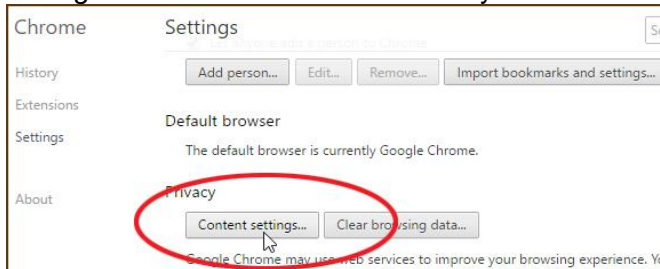 Chrome
Settings
History
Extensions
Settings
About
Add person... Edit... Remove... Import bookmarks and settings...
Default browser
The default browser is currently Google Chrome.
Privacy
Content settings... Clear browsing data...
Google Chrome may use web services to improve your browsing experience.